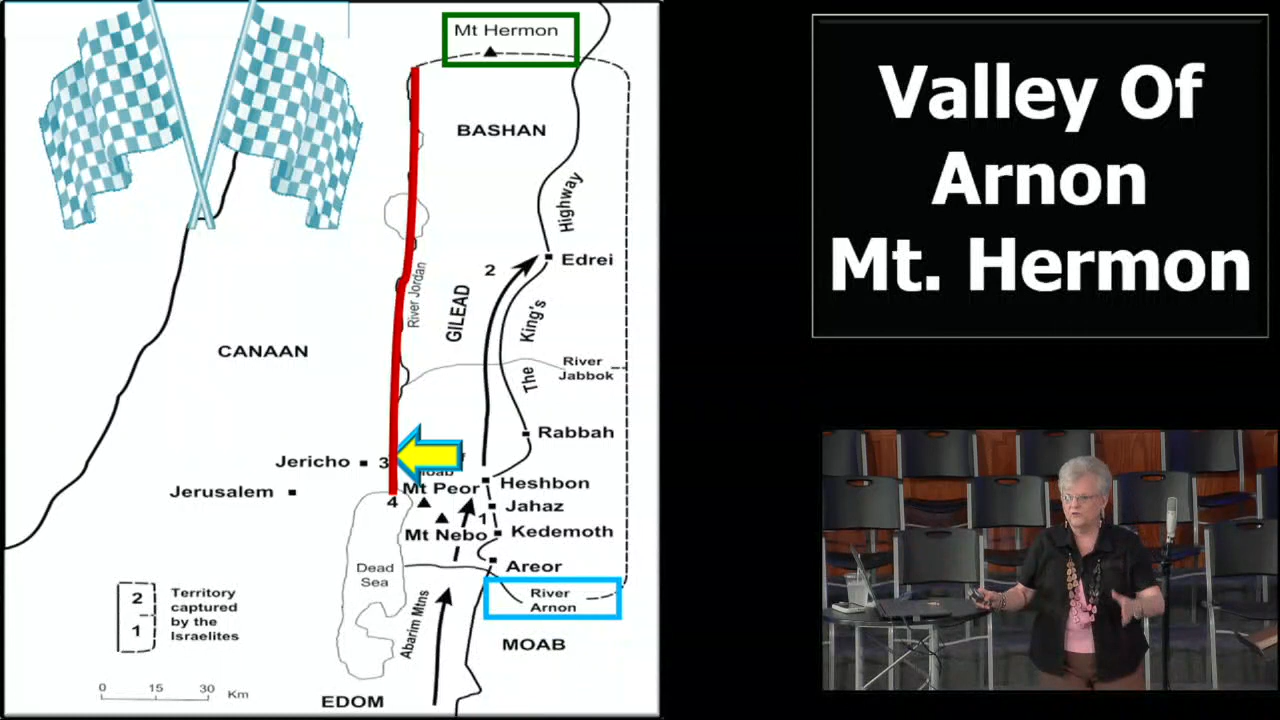 Mt Hermon
BASHAN
Highway
Edrei
2
River Jordan
GILEAD
King's
CANAAN
River
Jabbok
The
Rabbah
Jericho
3
Heshbon
Mt Peor
Jerusalem
4
Jahaz
1
Mt Nebo
Kedemoth
Areor
Dead
Sea
River
Arnon
Abarim Mtns
2
1
Territory
captured
by the
Israelites
MOAB
0 15 30 Km
EDOM
Valley Of
Arnon
Mt. Hermon